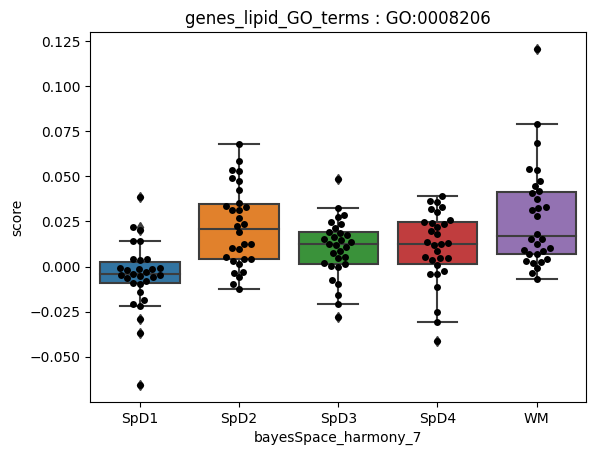 genes_lipid_GO_terms : GO:0008206
score
0.125
0.100
0.075
0.050
0.025
0.000
−0.025
−0.050
SpD1 SpD2 SpD3 SpD4 WM
bayesSpace_harmony_7